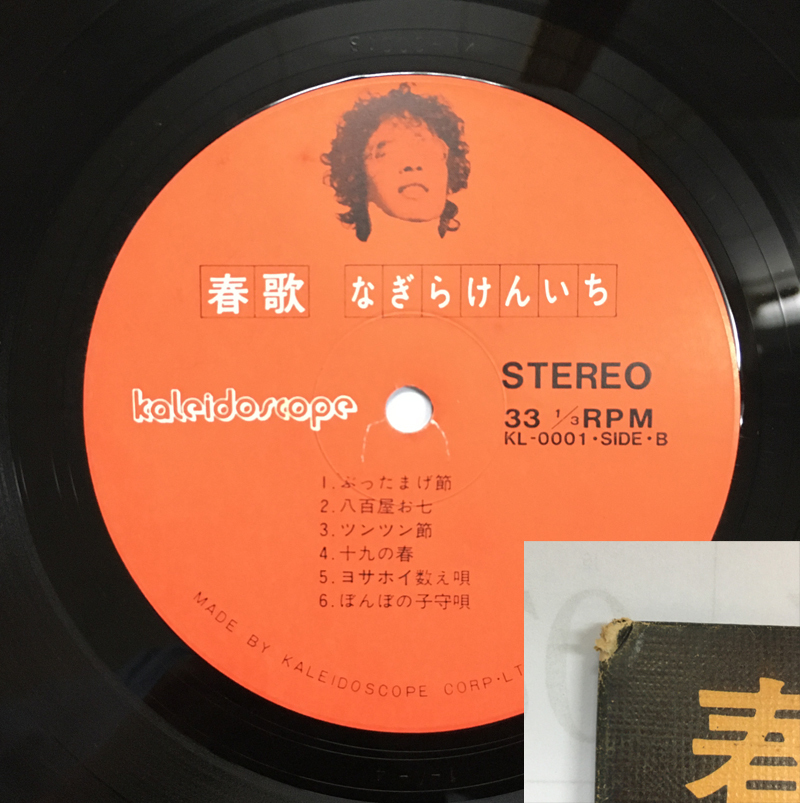 春歌 なぎらけんいち
kaleidoscope
STEREO
33 1/3 RPM
KL-0001・SIDE・B
1.ぶったまげ節
2.八百屋お七
3.ツンツン節
4.十九の春
5.ヨサホイ数え唄
6.ぼんぼの子守唄
MADE BY KALEIDOSCOPE CORP・LT
春